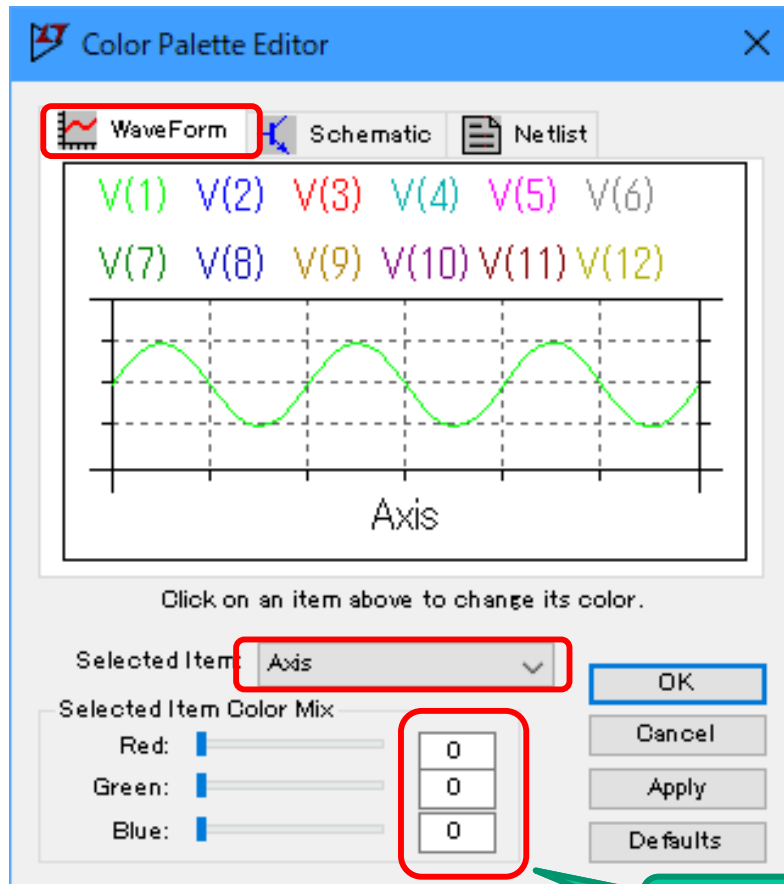 Color Palette Editor
WaveForm Schematic Netlist
V(1) V(2) V(3) V(4) V(5) V(6)
V(7) V(8) V(9) V(10) V(11) V(12)
Axis
Click on an item above to change its color.
Selected Item: Axis
OK
Selected Item Color Mix
Cancel
Red: 0
Green: 0
Apply
Blue: 0
Defaults